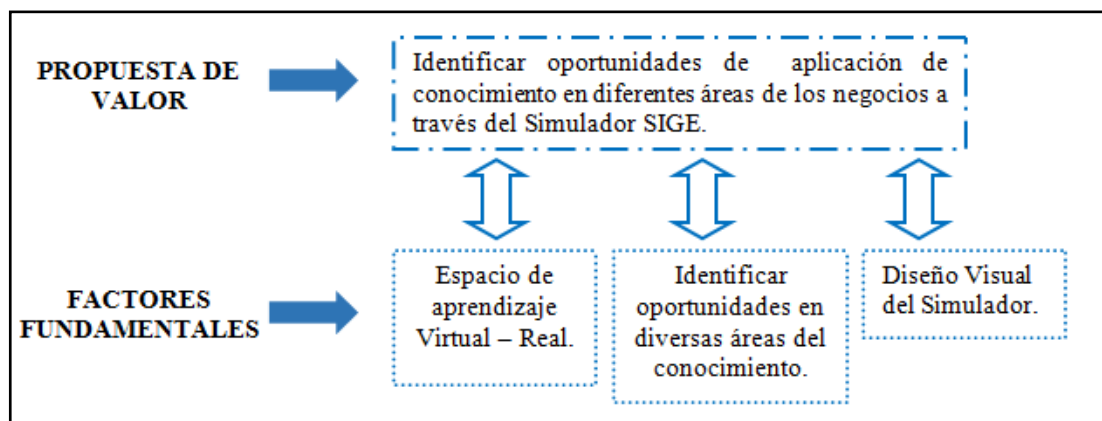 PROPUESTA DE
VALOR
Identificar oportunidades de aplicación de
conocimiento en diferentes áreas de los negocios a
través del Simulador SIGE.
FACTORES
FUNDAMENTALES
Espacio de
aprendizaje
Virtual – Real.
Identificar
oportunidades en
diversas áreas del
conocimiento.
Diseño Visual
del Simulador.